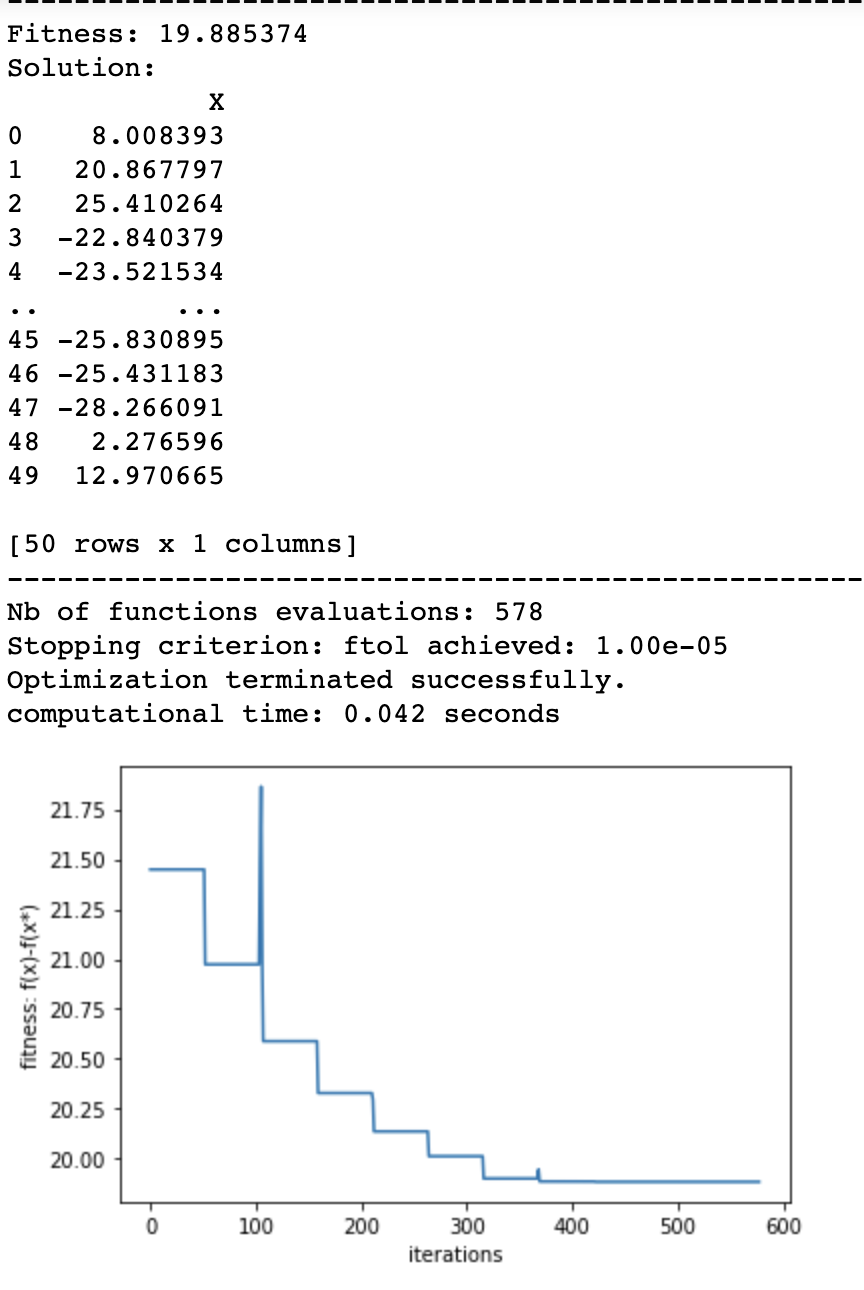 --------------------------------------------------
Fitness: 19.885374
Solution:
            X
0    8.008393
1   20.867797
2   25.410264
3  -22.840379
4  -23.521534
..        ...
45 -25.830895
46 -25.431183
47 -28.266091
48   2.276596
49  12.970665
[50 rows x 1 columns]
--------------------------------------------------
Nb of functions evaluations: 578
Stopping criterion: ftol achieved: 1.00e-05
Optimization terminated successfully.
computational time: 0.042 seconds
fitness: f(x)-f(x*)
21.75
21.50
21.25
21.00
20.75
20.50
20.25
20.00
0 100 200 300 400 500 600
iterations